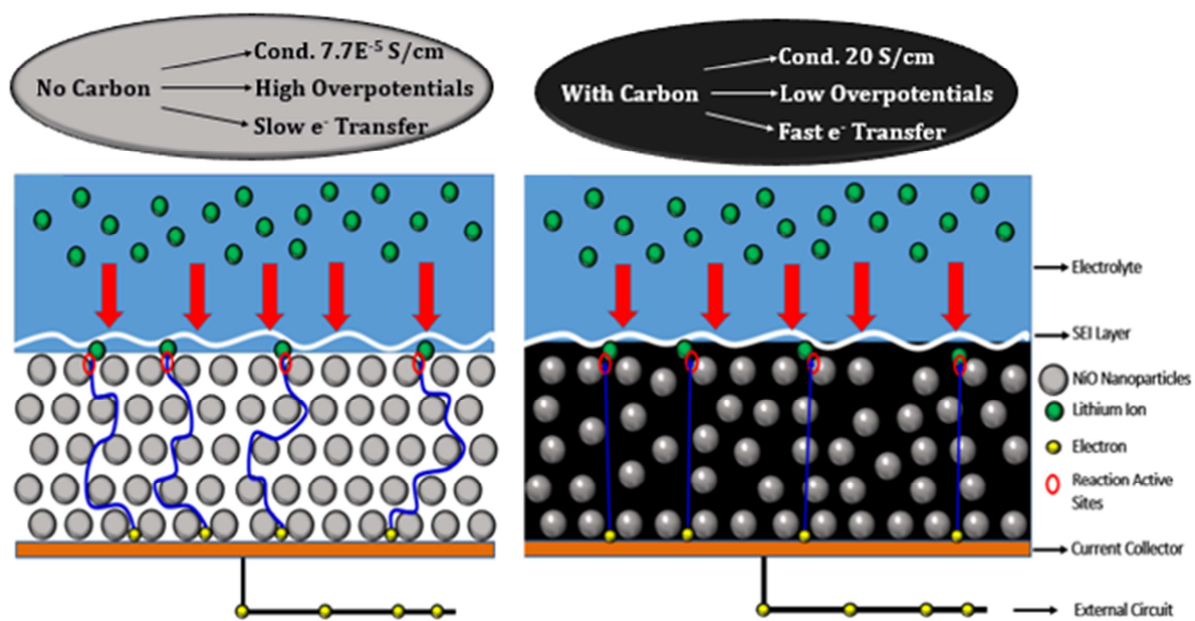 Cond. 7.7E-5 S/cm
No Carbon
High Overpotentials
Slow e- Transfer
Cond. 20 S/cm
With Carbon
Low Overpotentials
Fast e- Transfer
Electrolyte
SEI Layer
NiO Nanoparticles
Lithium Ion
Electron
Reaction Active
Sites
Current Collector
External Circuit